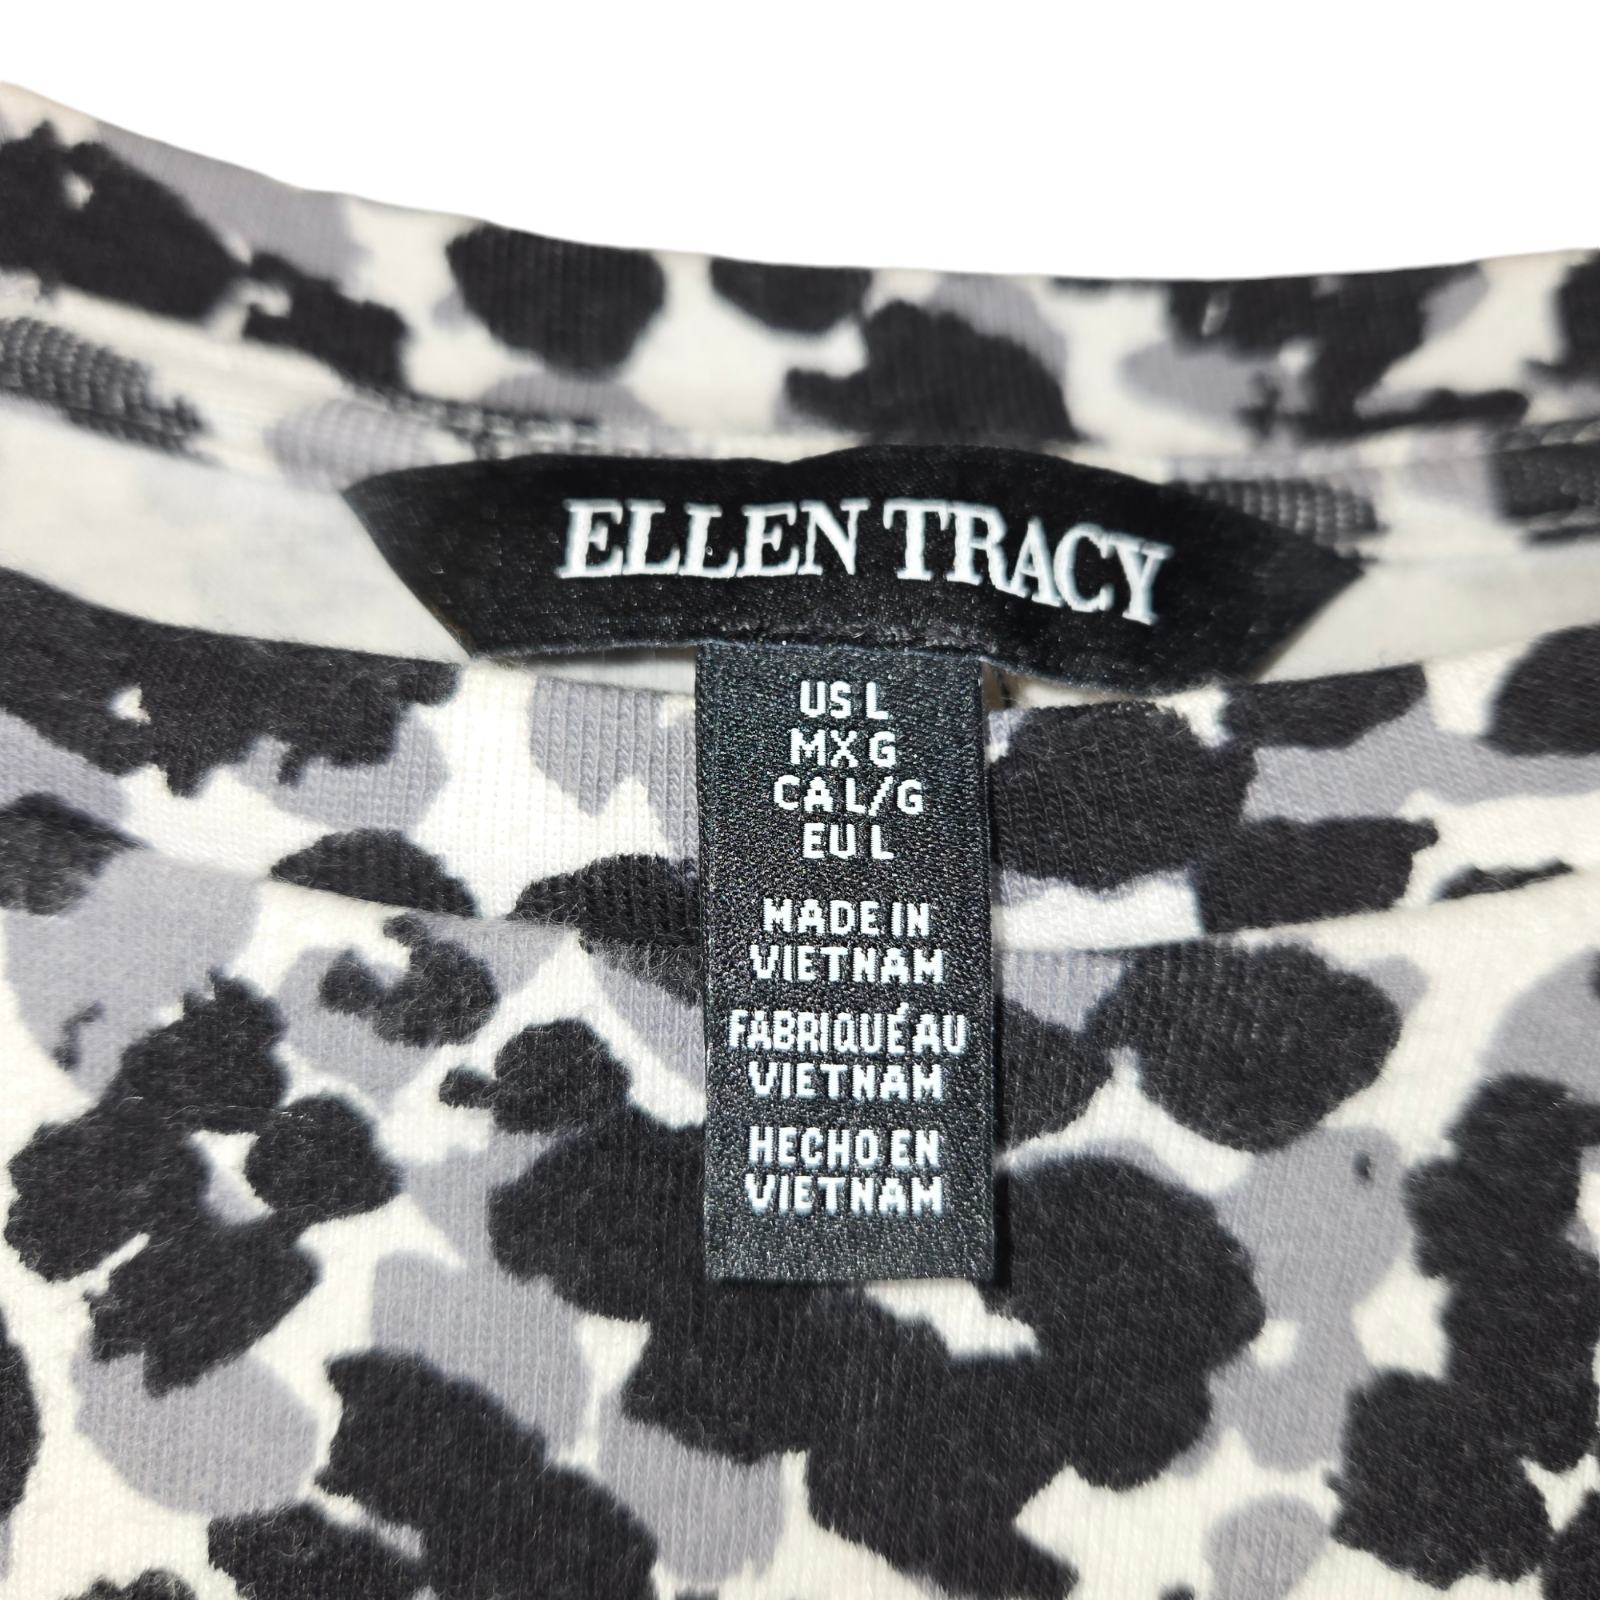 ELLEN TRACY
US L
MX G
CA L/G
EU L
MADE IN
VIETNAM
FABRIQUÉ AU
VIETNAM
HECHO EN
VIETNAM